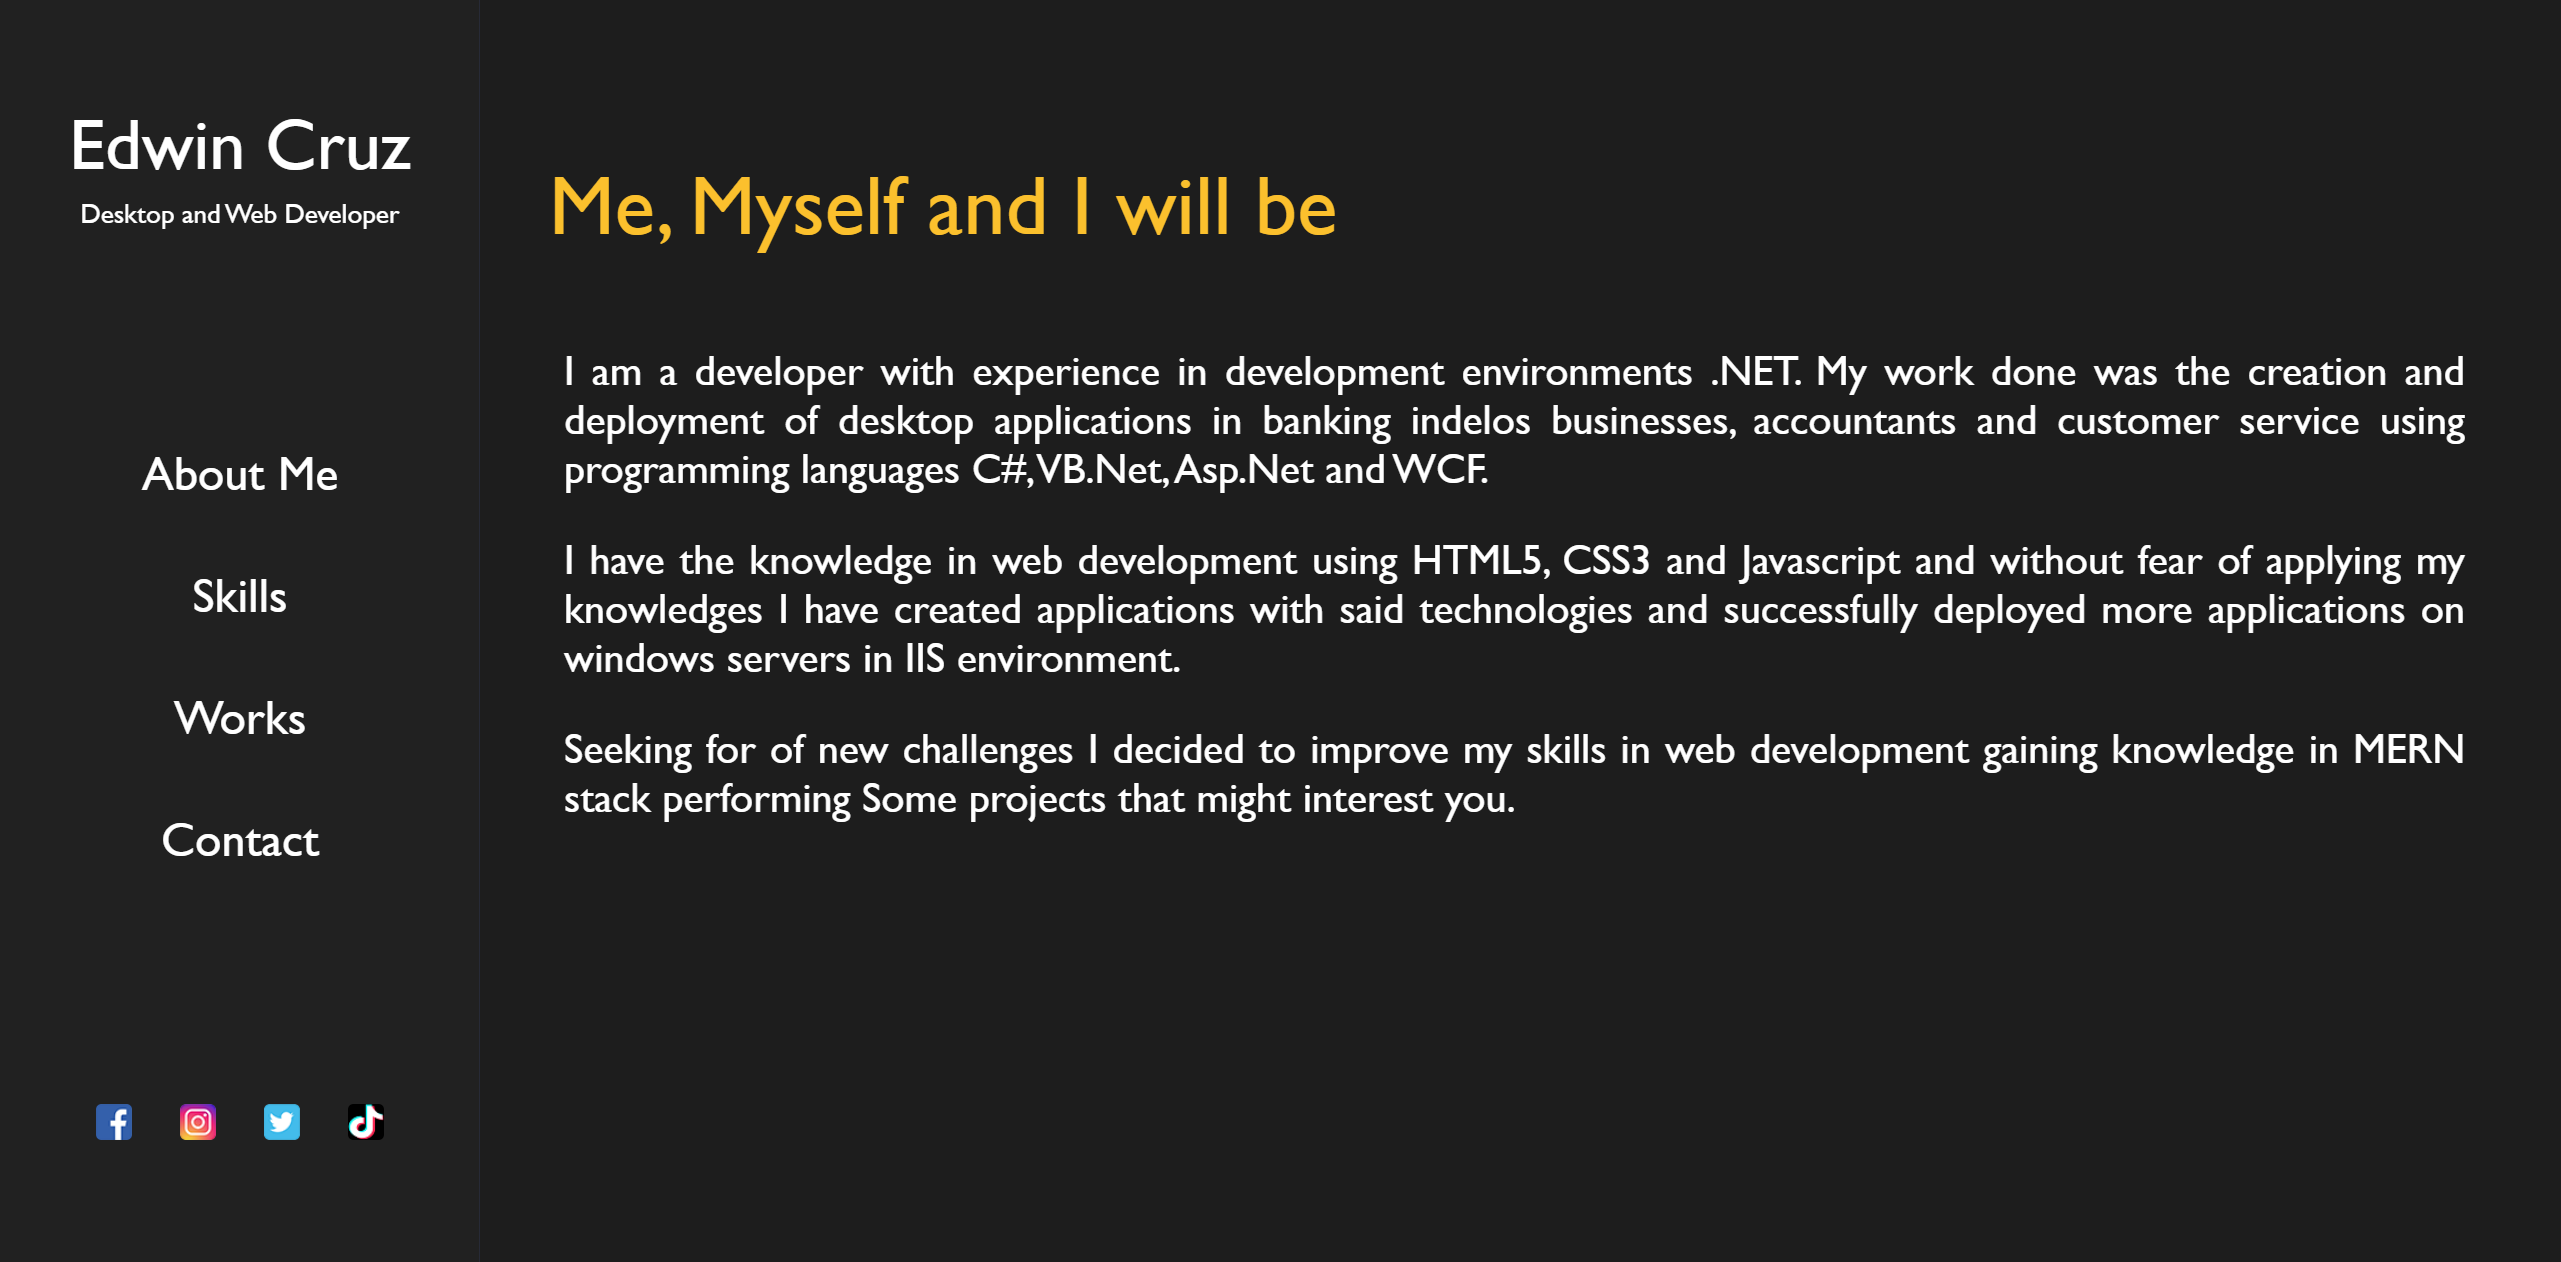 Edwin Cruz
Desktop and Web Developer
About Me
Skills
Works
Contact
Me, Myself and I will be
I am a developer with experience in development environments .NET. My work done was the creation and
deployment of desktop applications in banking indelos businesses, accountants and customer service using
programming languages C#, VB.Net, Asp.Net and WCF.
I have the knowledge in web development using HTML5, CSS3 and Javascript and without fear of applying my
knowledges I have created applications with said technologies and successfully deployed more applications on
windows servers in IIS environment.
Seeking for of new challenges I decided to improve my skills in web development gaining knowledge in MERN
stack performing Some projects that might interest you.